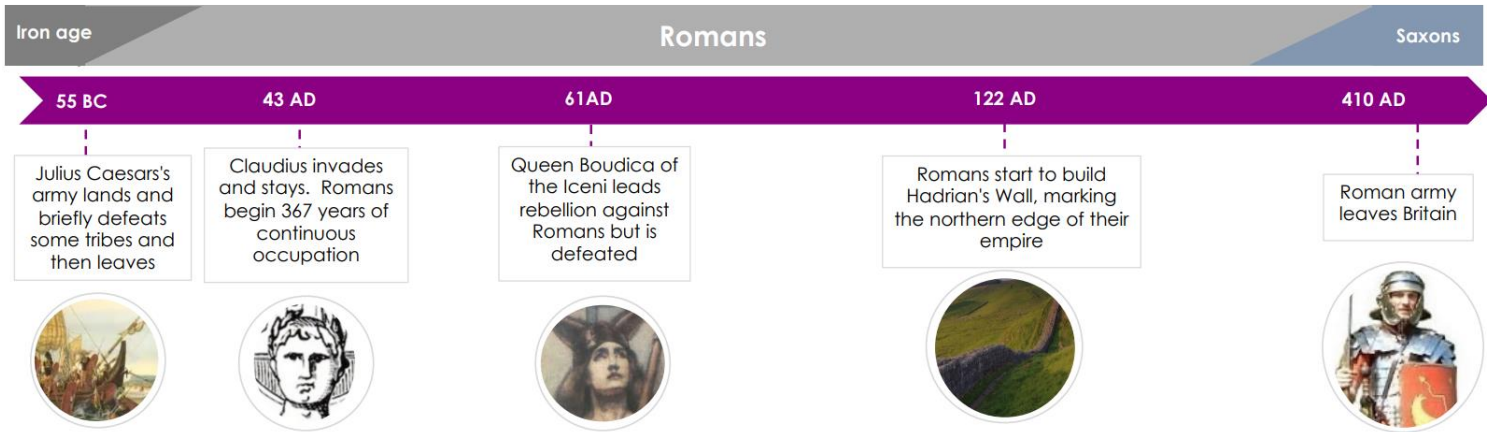 Iron age
Romans
Saxons
55 BC
43 AD
61AD
122 AD
410 AD
Julius Caesars's
army lands and
briefly defeats
some tribes and
then leaves
Claudius invades
and stays.  Romans
begin 367 years of
continuous
occupation
Queen Boudica of
the Iceni leads
rebellion against
Romans but is
defeated
Romans start to build
Hadrian's Wall, marking
the northern edge of their
empire
Roman army
leaves Britain